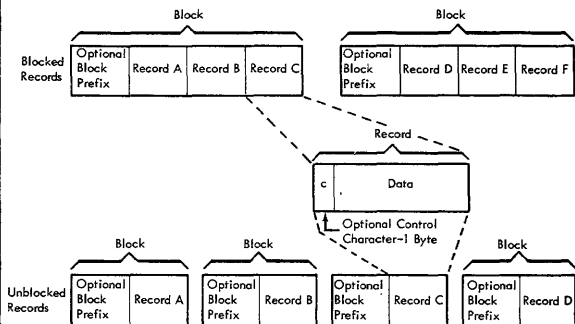 Block
Block
Blocked
Records
Optional
Block
Prefix
Record A
Record B
Record C
Optional
Block
Prefix
Record D
Record E
Record F
Record
c
Data
Optional Control
Character-1 Byte
Block
Block
Block
Unblocked
Records
Optional
Block
Prefix
Record A
Optional
Block
Prefix
Record B
Optional
Block
Prefix
Record C
Optional
Block
Prefix
Record D